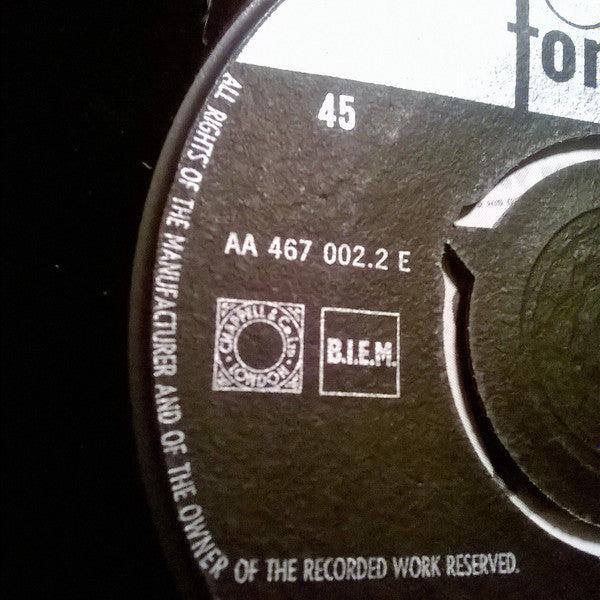 for
45
AA 467 002.2 E
CHAPPELL & Co. Ltd.
• LONDON •
B.I.E.M.
ALL RIGHTS OF THE MANUFACTURER AND OF THE OWNER OF THE RECORDED WORK RESERVED.